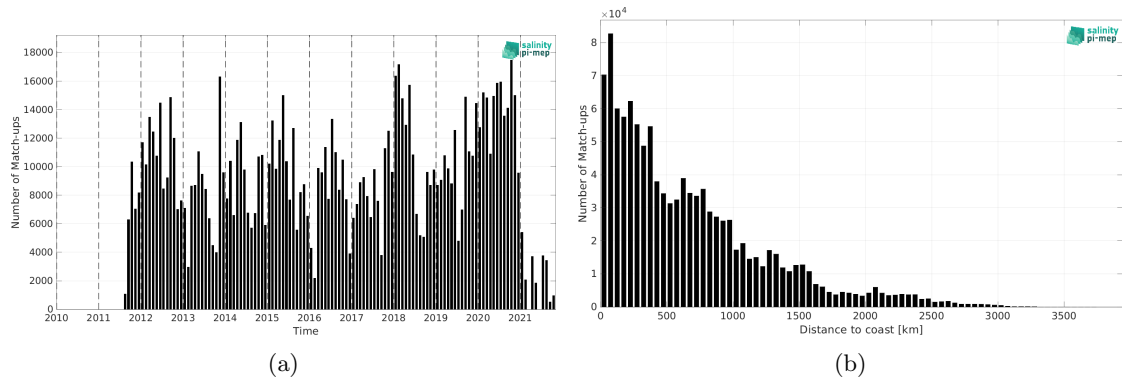 ×10⁴
salinity
pi-mep
18000
16000
14000
12000
10000
8000
6000
4000
2000
0
Number of Match-ups
2010 2011 2012 2013 2014 2015 2016 2017 2018 2019 2020 2021
Time
(a)
salinity
pi-mep
8
7
6
5
4
3
2
1
0
Number of Match-ups
0 500 1000 1500 2000 2500 3000 3500
Distance to coast [km]
(b)